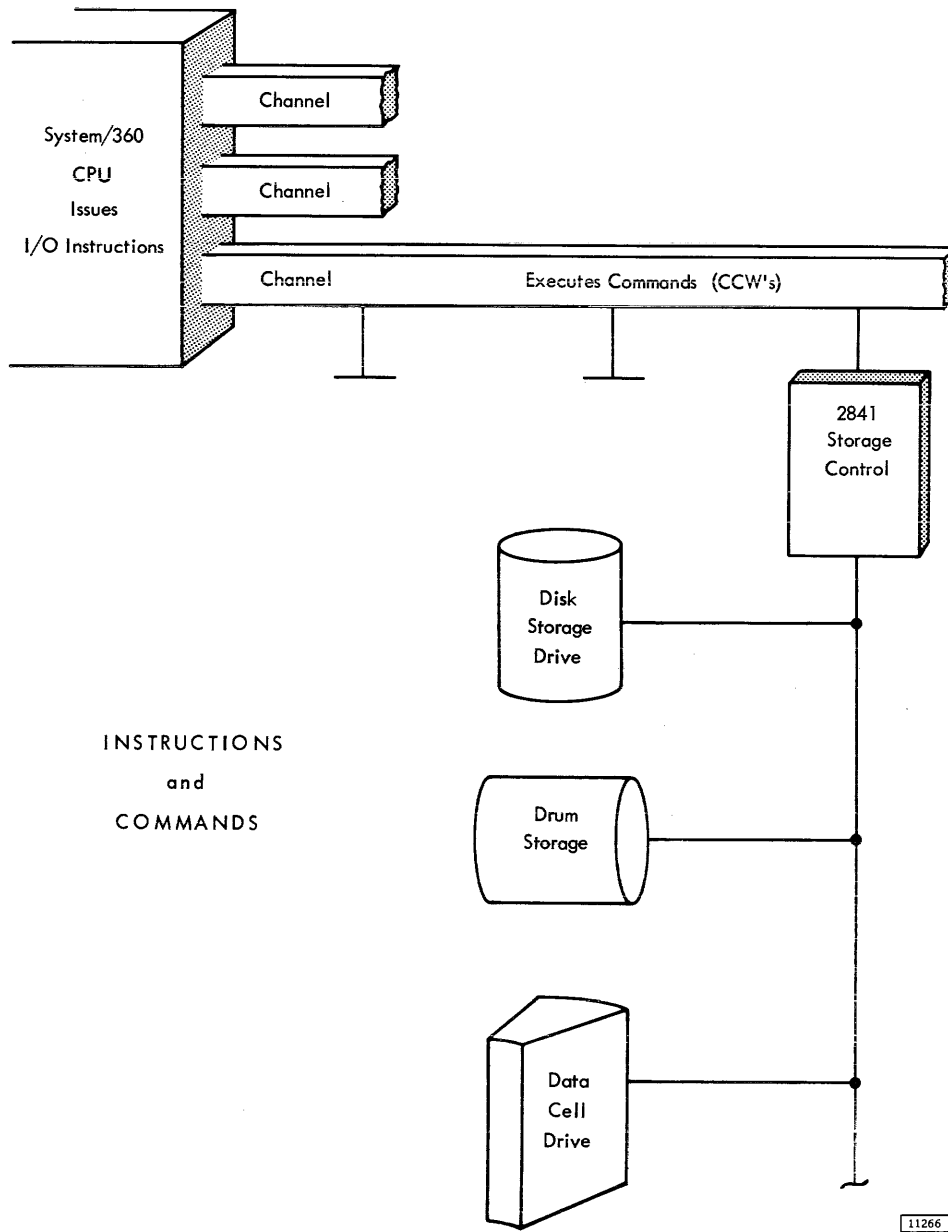 System/360
CPU
Issues
I/O Instructions
Channel
Channel
Channel
Executes Commands (CCW's)
2841
Storage
Control
Disk
Storage
Drive
INSTRUCTIONS
and
COMMANDS
Drum
Storage
Data
Cell
Drive
11266